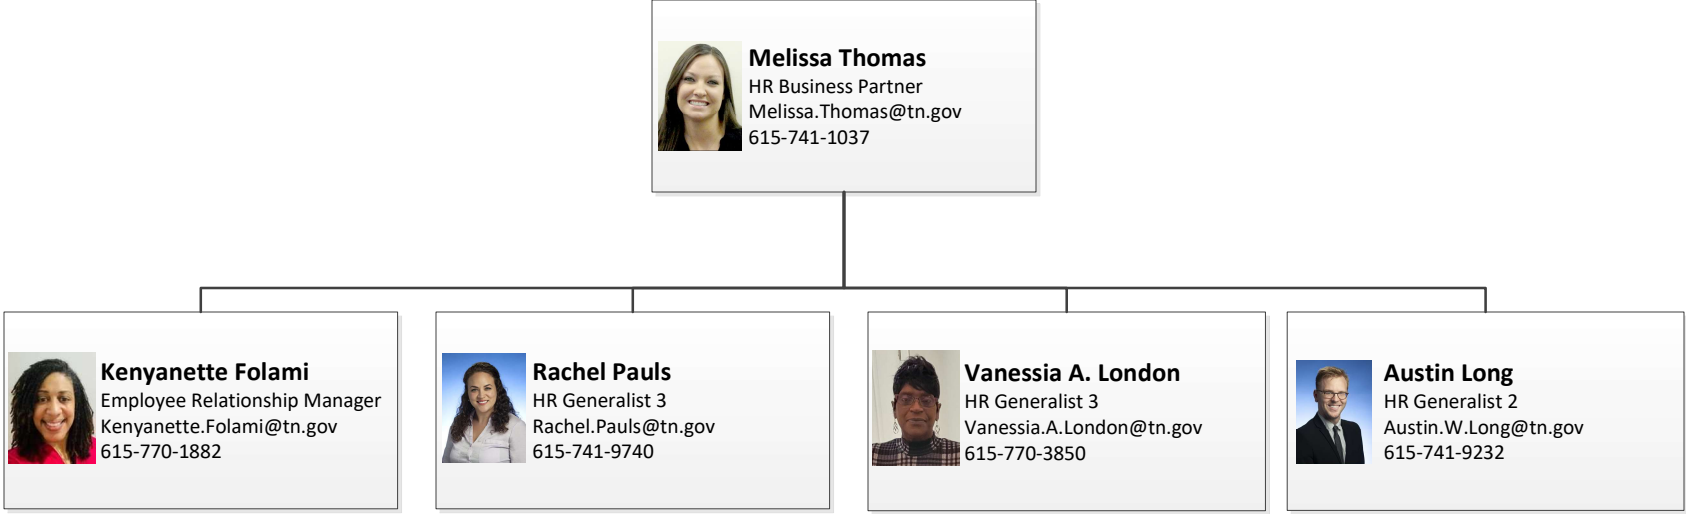 Melissa Thomas
HR Business Partner
Melissa.Thomas@tn.gov
615-741-1037
Kenyanette Folami
Employee Relationship Manager
Kenyanette.Folami@tn.gov
615-770-1882
Rachel Pauls
HR Generalist 3
Rachel.Pauls@tn.gov
615-741-9740
Vanessia A. London
HR Generalist 3
Vanessia.A.London@tn.gov
615-770-3850
Austin Long
HR Generalist 2
Austin.W.Long@tn.gov
615-741-9232